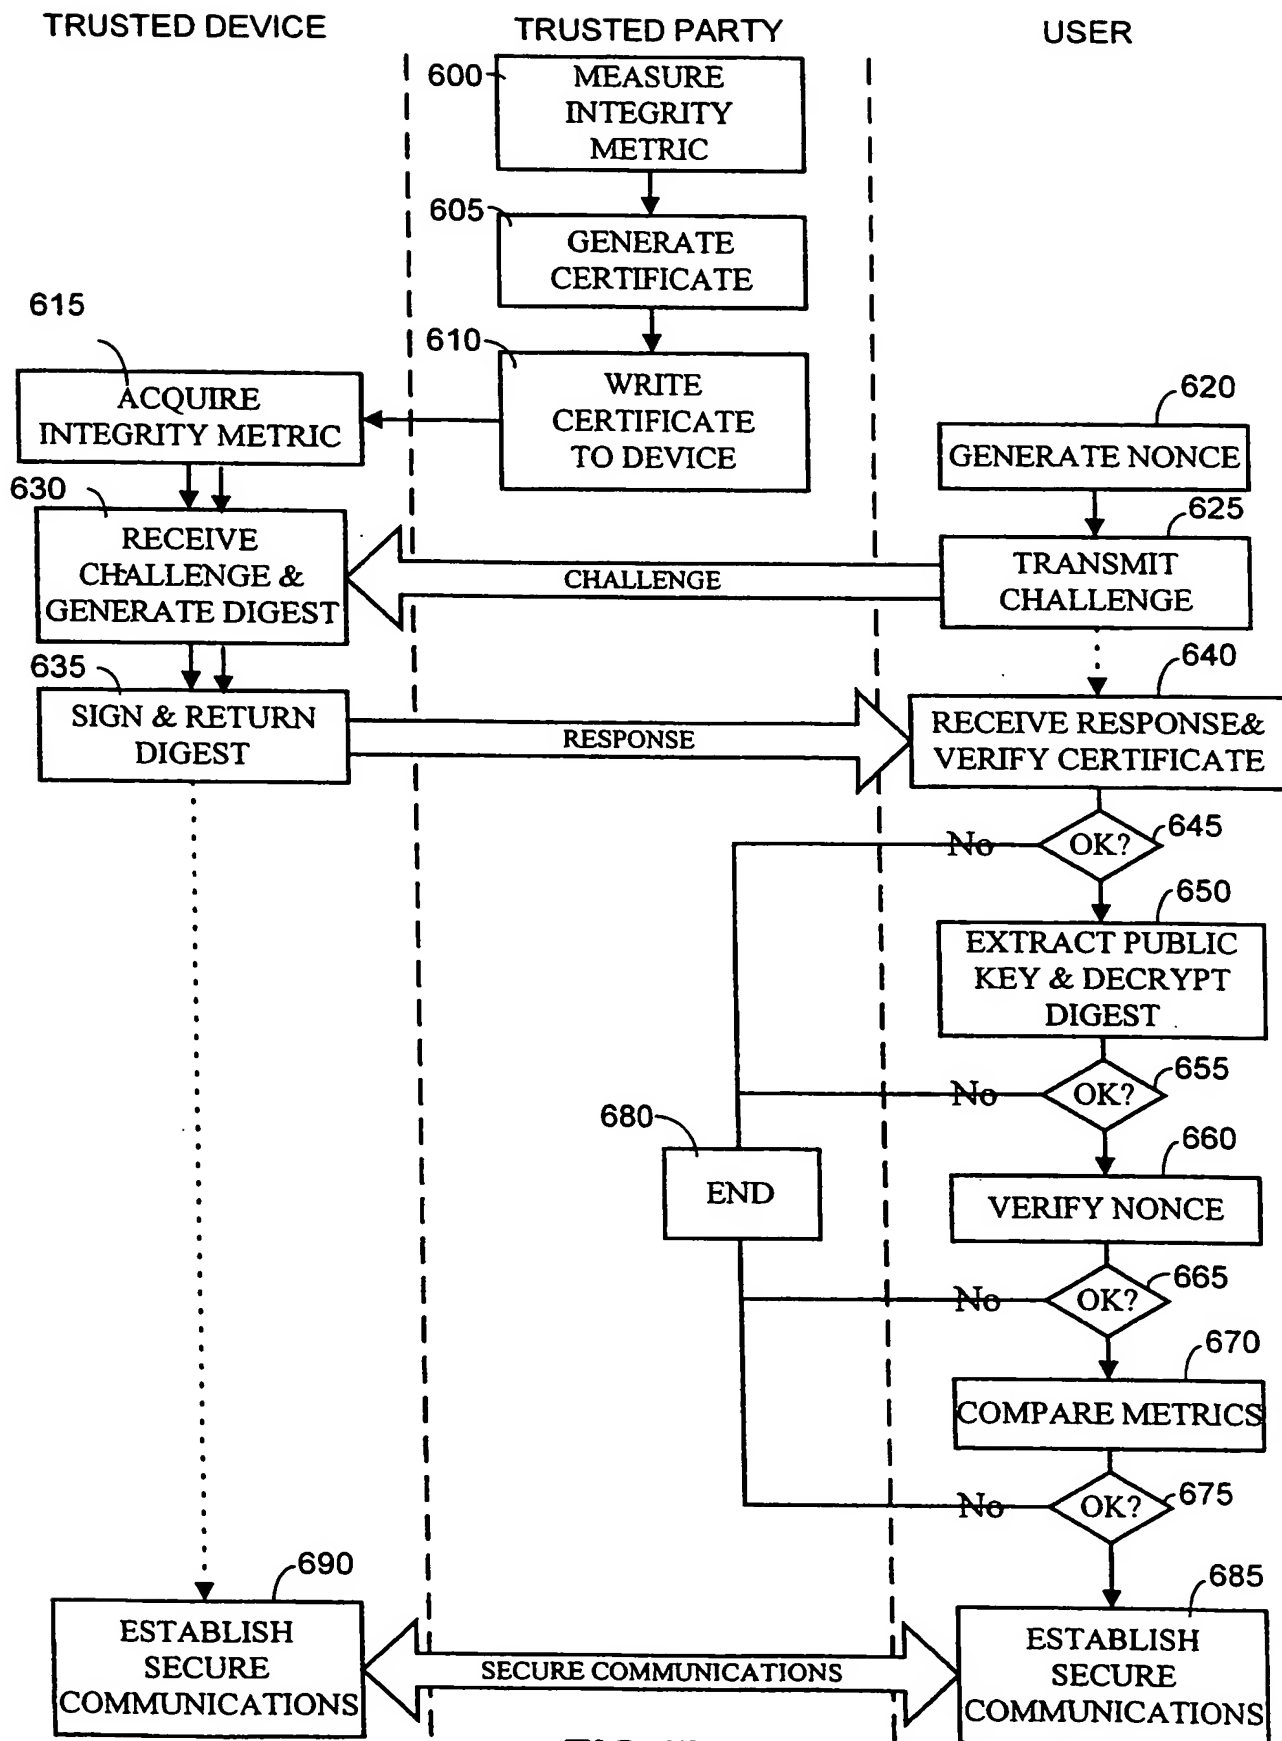 TRUSTED DEVICE
TRUSTED PARTY
USER
600
MEASURE
INTEGRITY
METRIC
605
GENERATE
CERTIFICATE
610
WRITE
CERTIFICATE
TO DEVICE
615
ACQUIRE
INTEGRITY METRIC
620
GENERATE NONCE
625
TRANSMIT
CHALLENGE
CHALLENGE
630
RECEIVE
CHALLENGE &
GENERATE DIGEST
635
SIGN & RETURN
DIGEST
RESPONSE
640
RECEIVE RESPONSE&
VERIFY CERTIFICATE
645
OK?
No
650
EXTRACT PUBLIC
KEY & DECRYPT
DIGEST
655
OK?
No
680
END
660
VERIFY NONCE
665
OK?
No
670
COMPARE METRICS
675
OK?
No
690
ESTABLISH
SECURE
COMMUNICATIONS
SECURE COMMUNICATIONS
685
ESTABLISH
SECURE
COMMUNICATIONS